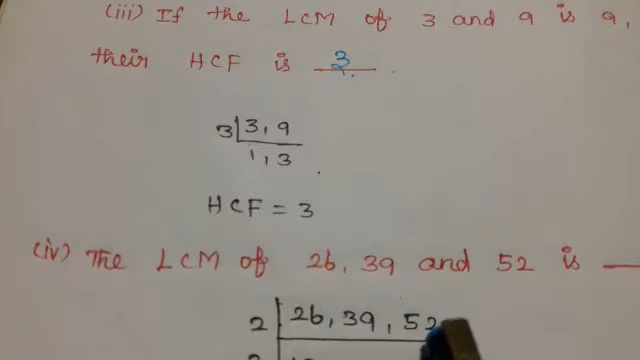 (iii) If the LCM of 3 and 9 is 9,
their HCF is 3.
3 | 3, 9
1, 3
HCF = 3
(iv) The LCM of 26, 39 and 52 is
2 | 26, 39, 52